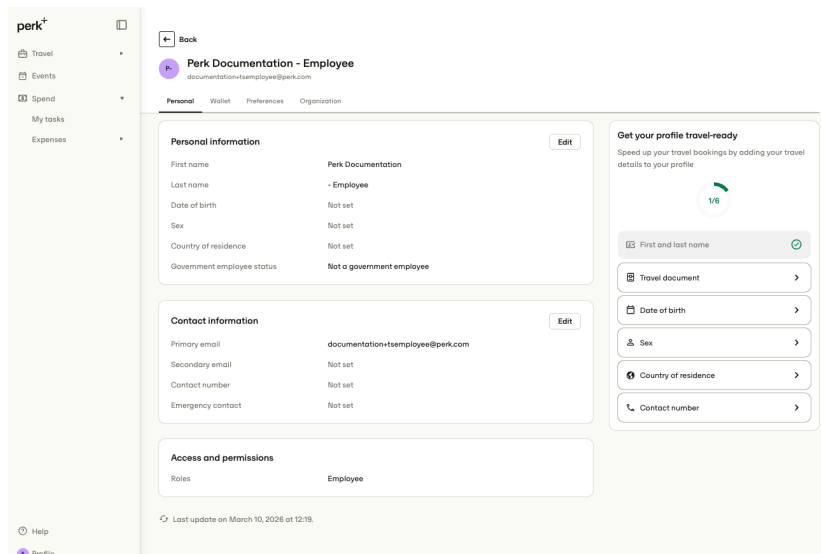 perk+
Travel
Events
Spend
My tasks
Expenses
Help
Profile
Back
P-
Perk Documentation - Employee
documentation+tsemployee@perk.com
Personal
Wallet
Preferences
Organization
Personal information
Edit
First name
Perk Documentation
Last name
- Employee
Date of birth
Not set
Sex
Not set
Country of residence
Not set
Government employee status
Not a government employee
Contact information
Edit
Primary email
documentation+tsemployee@perk.com
Secondary email
Not set
Contact number
Not set
Emergency contact
Not set
Access and permissions
Roles
Employee
Last update on March 10, 2026 at 12:19.
Get your profile travel-ready
Speed up your travel bookings by adding your travel
details to your profile
1/6
First and last name
Travel document
Date of birth
Sex
Country of residence
Contact number